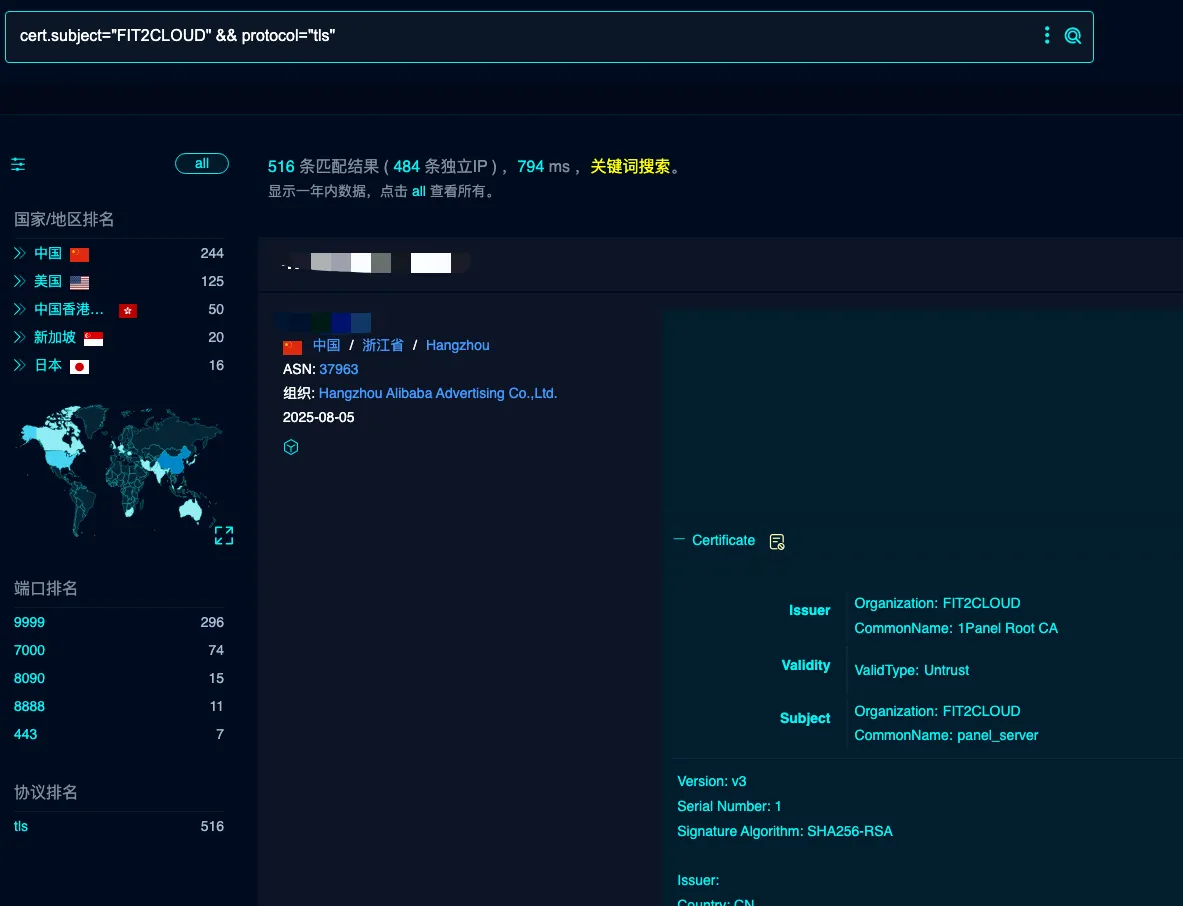 cert.subject="FIT2CLOUD" && protocol="tls"
all
516 条匹配结果 ( 484 条独立IP ) ，794 ms ，关键词搜索。
显示一年内数据，点击 all 查看所有。
国家/地区排名
中国 244
美国 125
中国香港... 50
新加坡 20
日本 16
端口排名
9999 296
7000 74
8090 15
8888 11
443 7
协议排名
tls 516
中国 / 浙江省 / Hangzhou
ASN: 37963
组织: Hangzhou Alibaba Advertising Co.,Ltd.
2025-08-05
Certificate
Issuer
Organization: FIT2CLOUD
CommonName: 1Panel Root CA
Validity
ValidType: Untrust
Subject
Organization: FIT2CLOUD
CommonName: panel_server
Version: v3
Serial Number: 1
Signature Algorithm: SHA256-RSA
Issuer:
Country: CN